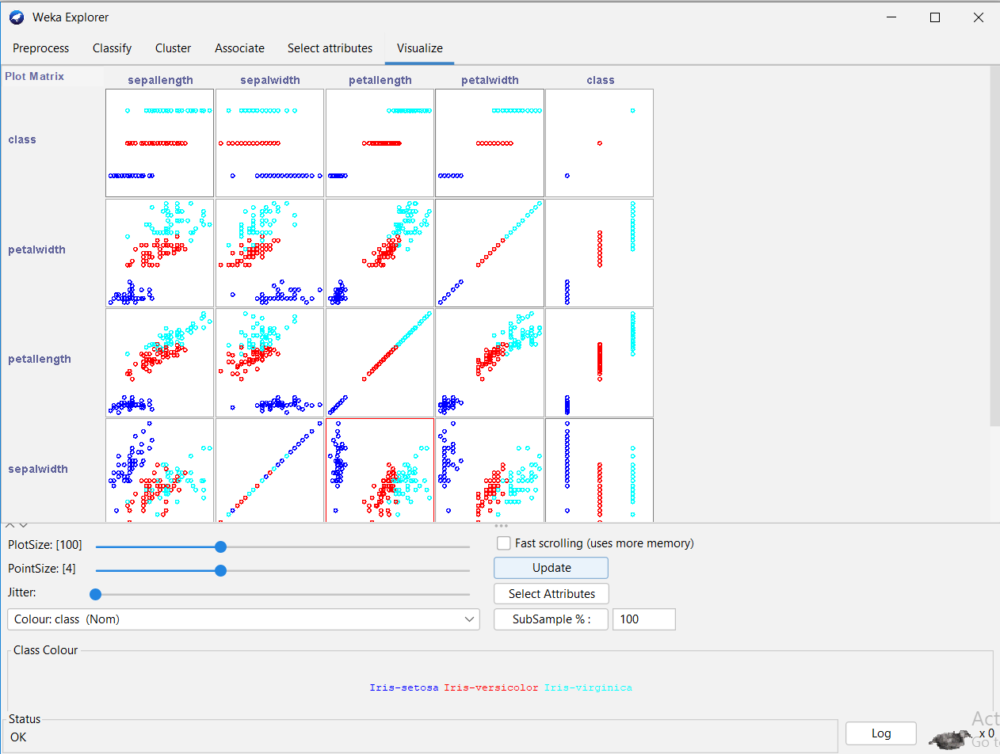 Weka Explorer
Preprocess Classify Cluster Associate Select attributes Visualize
Plot Matrix
sepallength sepalwidth petallength petalwidth class
class
petalwidth
petallength
sepalwidth
PlotSize: [100]
Fast scrolling (uses more memory)
PointSize: [4]
Update
Jitter:
Select Attributes
Colour: class (Nom)
SubSample % :
100
Class Colour
Iris-setosa Iris-versicolor Iris-virginica
Status
OK
Log
x 0
Act
Go t